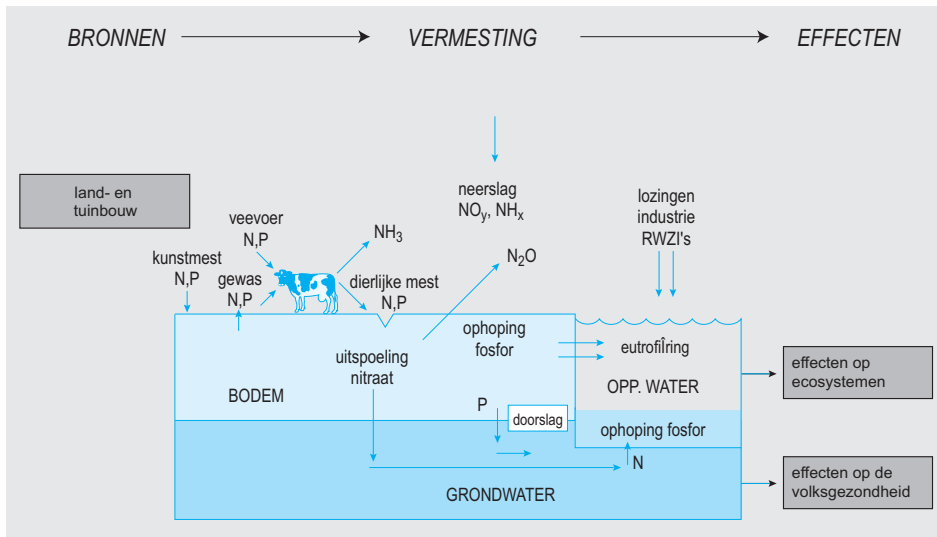 BRONNEN
VERMESTING
EFFECTEN
land- en
tuinbouw
neerslag
NOy, NHx
lozingen
industrie
RWZI's
veevoer
N,P
NH3
N2O
kunstmest
N,P
gewas
N,P
dierlijke mest
N,P
ophoping
fosfor
eutrofiîring
uitspoeling
nitraat
BODEM
OPP. WATER
effecten op
ecosystemen
P
doorslag
ophoping fosfor
N
GRONDWATER
effecten op de
volksgezondheid